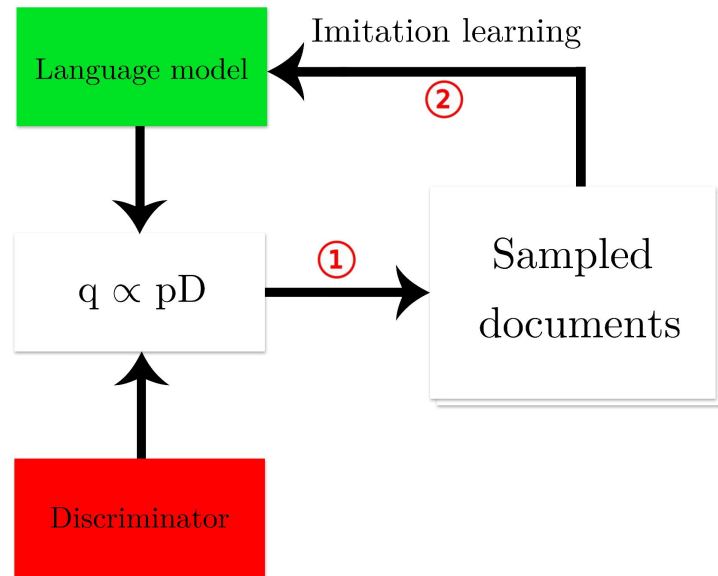 Imitation learning
Language model
②
Sampled
documents
①
q ∝ pD
Discriminator